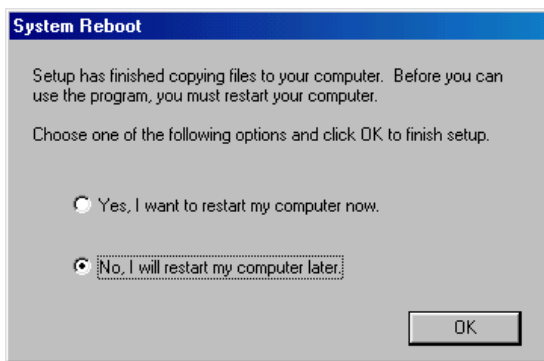 System Reboot
Setup has finished copying files to your computer. Before you can
use the program, you must restart your computer.
Choose one of the following options and click OK to finish setup.
Yes, I want to restart my computer now.
No, I will restart my computer later.
OK